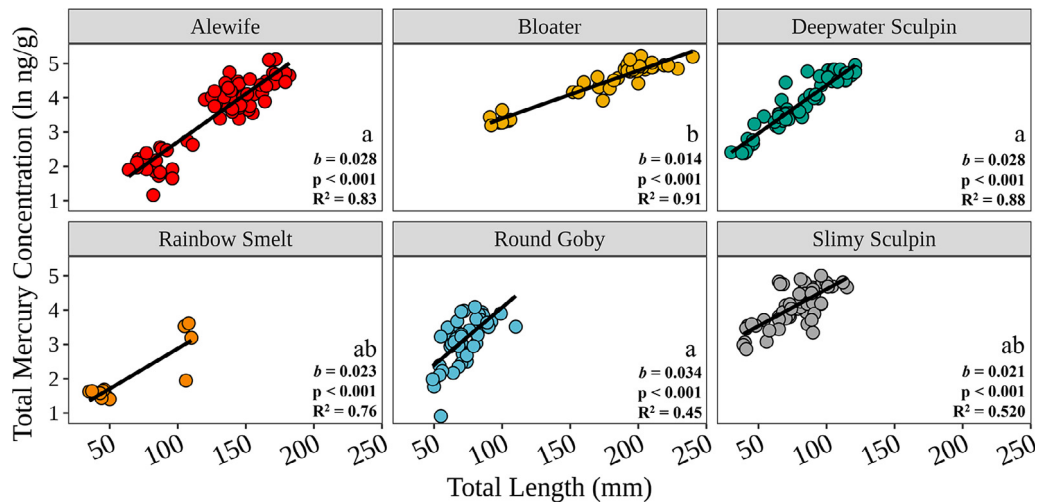 Total Mercury Concentration (ln ng/g)
Alewife
Bloater
Deepwater Sculpin
5
4
3
2
1
a
b = 0.028
p < 0.001
R² = 0.83
b
b = 0.014
p < 0.001
R² = 0.91
a
b = 0.028
p < 0.001
R² = 0.88
Rainbow Smelt
Round Goby
Slimy Sculpin
5
4
3
2
1
ab
b = 0.023
p < 0.001
R² = 0.76
a
b = 0.034
p < 0.001
R² = 0.45
ab
b = 0.021
p < 0.001
R² = 0.520
50 100 150 200 250 50 100 150 200 250 50 100 150 200 250
Total Length (mm)